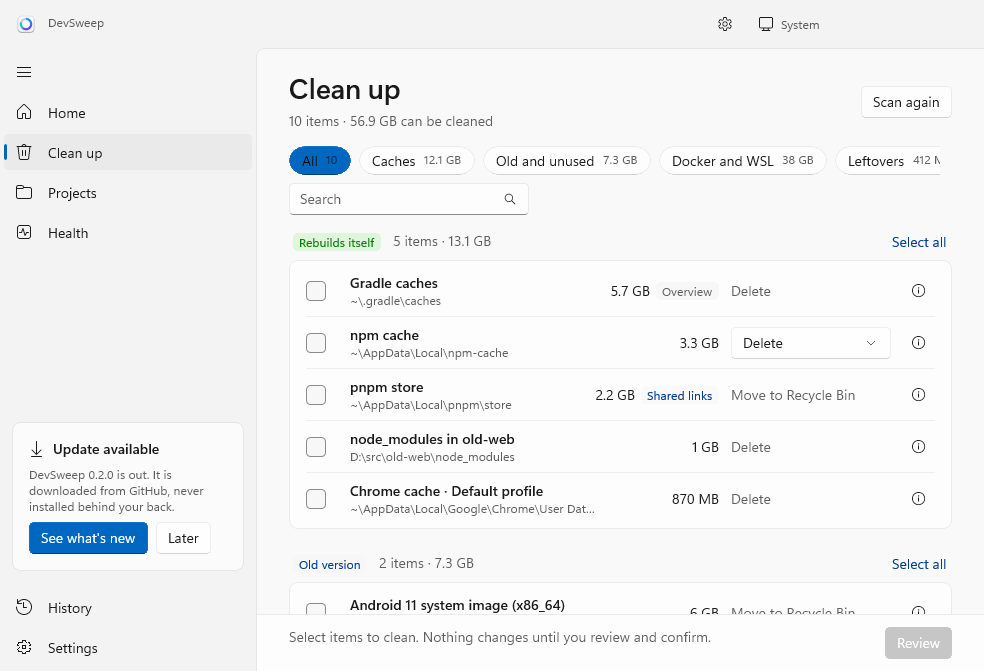 DevSweep
System
Home
Clean up
Projects
Health
Update available
DevSweep 0.2.0 is out. It is
downloaded from GitHub, never
installed behind your back.
See what's new
Later
History
Settings
Clean up
10 items · 56.9 GB can be cleaned
Scan again
All 10
Caches 12.1 GB
Old and unused 7.3 GB
Docker and WSL 38 GB
Leftovers 412
Search
Rebuilds itself 5 items · 13.1 GB Select all
Gradle caches
~\.gradle\caches
5.7 GB Overview Delete
npm cache
~\AppData\Local\npm-cache
3.3 GB Delete
pnpm store
~\AppData\Local\pnpm\store
2.2 GB Shared links Move to Recycle Bin
node_modules in old-web
D:\src\old-web\node_modules
1 GB Delete
Chrome cache · Default profile
~\AppData\Local\Google\Chrome\User Dat...
870 MB Delete
Old version 2 items · 7.3 GB Select all
Android 11 system image (x86_64)
6 GB Move to Recycle Bin
Select items to clean. Nothing changes until you review and confirm.
Review